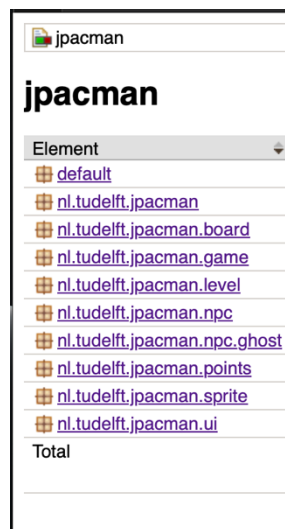 jpacman
jpacman
Element
default
nl.tudelft.jpacman
nl.tudelft.jpacman.board
nl.tudelft.jpacman.game
nl.tudelft.jpacman.level
nl.tudelft.jpacman.npc
nl.tudelft.jpacman.npc.ghost
nl.tudelft.jpacman.points
nl.tudelft.jpacman.sprite
nl.tudelft.jpacman.ui
Total